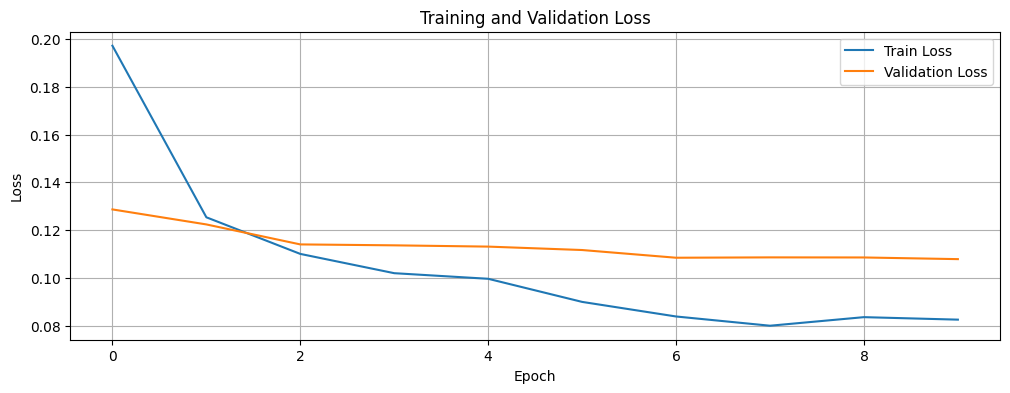 Training and Validation Loss
0.20
0.18
0.16
0.14
0.12
0.10
0.08
Loss
Train Loss
Validation Loss
0
2
4
6
8
Epoch